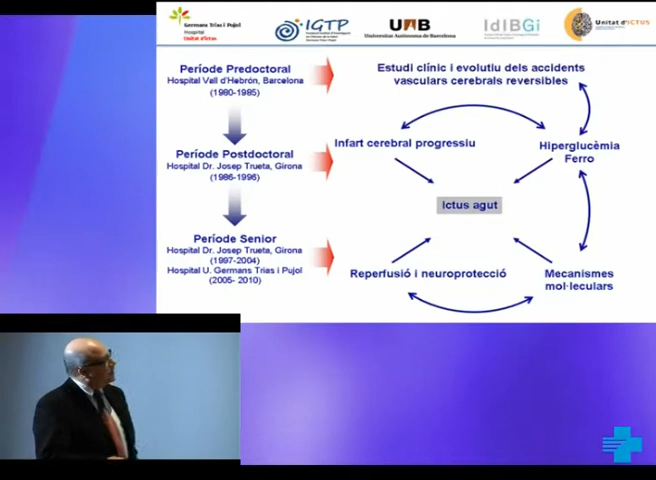 Germans Trias i Pujol
Hospital
Unitat d'Ictus
IGTP
UAB
Universitat Autònoma de Barcelona
IdIBGi
Unitat d'ICTUS
Període Predoctoral
Hospital Vall d'Hebrón, Barcelona
(1980-1985)
Estudi clínic i evolutiu dels accidents
vasculars cerebrals reversibles
Període Postdoctoral
Hospital Dr. Josep Trueta, Girona
(1986-1996)
Infart cerebral progressiu
Hiperglucèmia
Ferro
Ictus agut
Període Senior
Hospital Dr. Josep Trueta, Girona
(1997-2004)
Hospital U. Germans Trias i Pujol
(2005- 2010)
Reperfusió i neuroprotecció
Mecanismes
mol·leculars